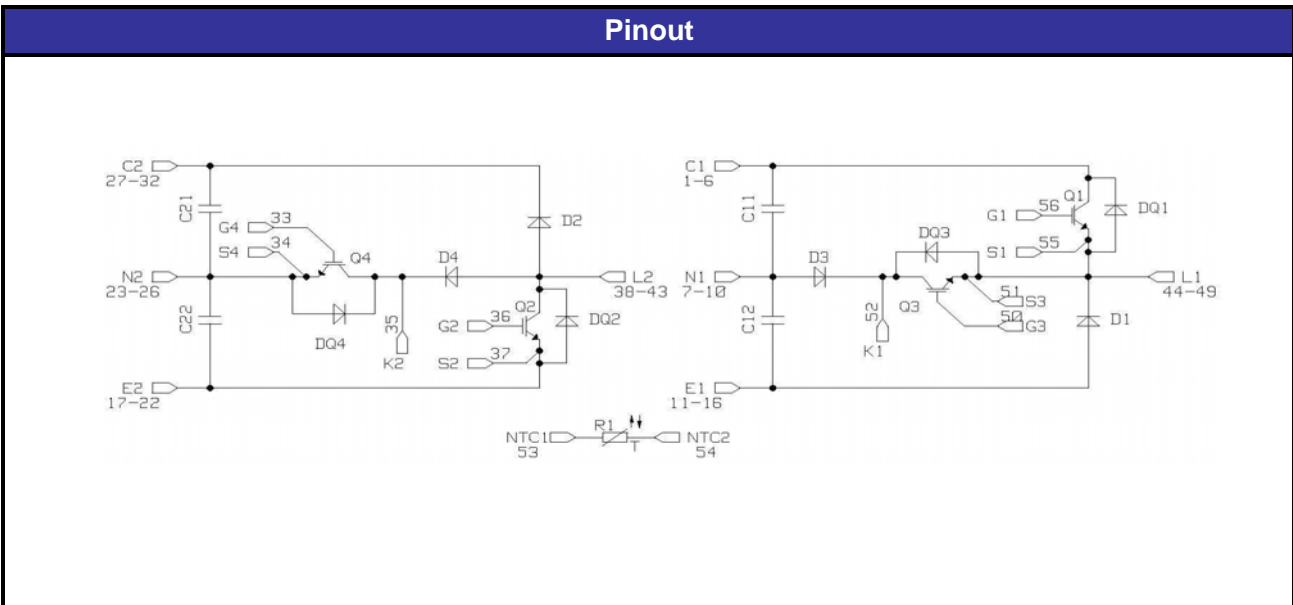 Pinout
C2
27-32
C21
G4
33
S4
34
Q4
D4
D2
N2
23-26
L2
38-43
C22
DQ4
35
K2
G2
36
Q2
DQ2
S2
37
E2
17-22
C1
1-6
C11
G1
56
Q1
DQ1
S1
55
DQ3
D3
N1
7-10
L1
44-49
C12
52
K1
Q3
51
S3
50
G3
D1
E1
11-16
NTC1
53
R1
T
NTC2
54